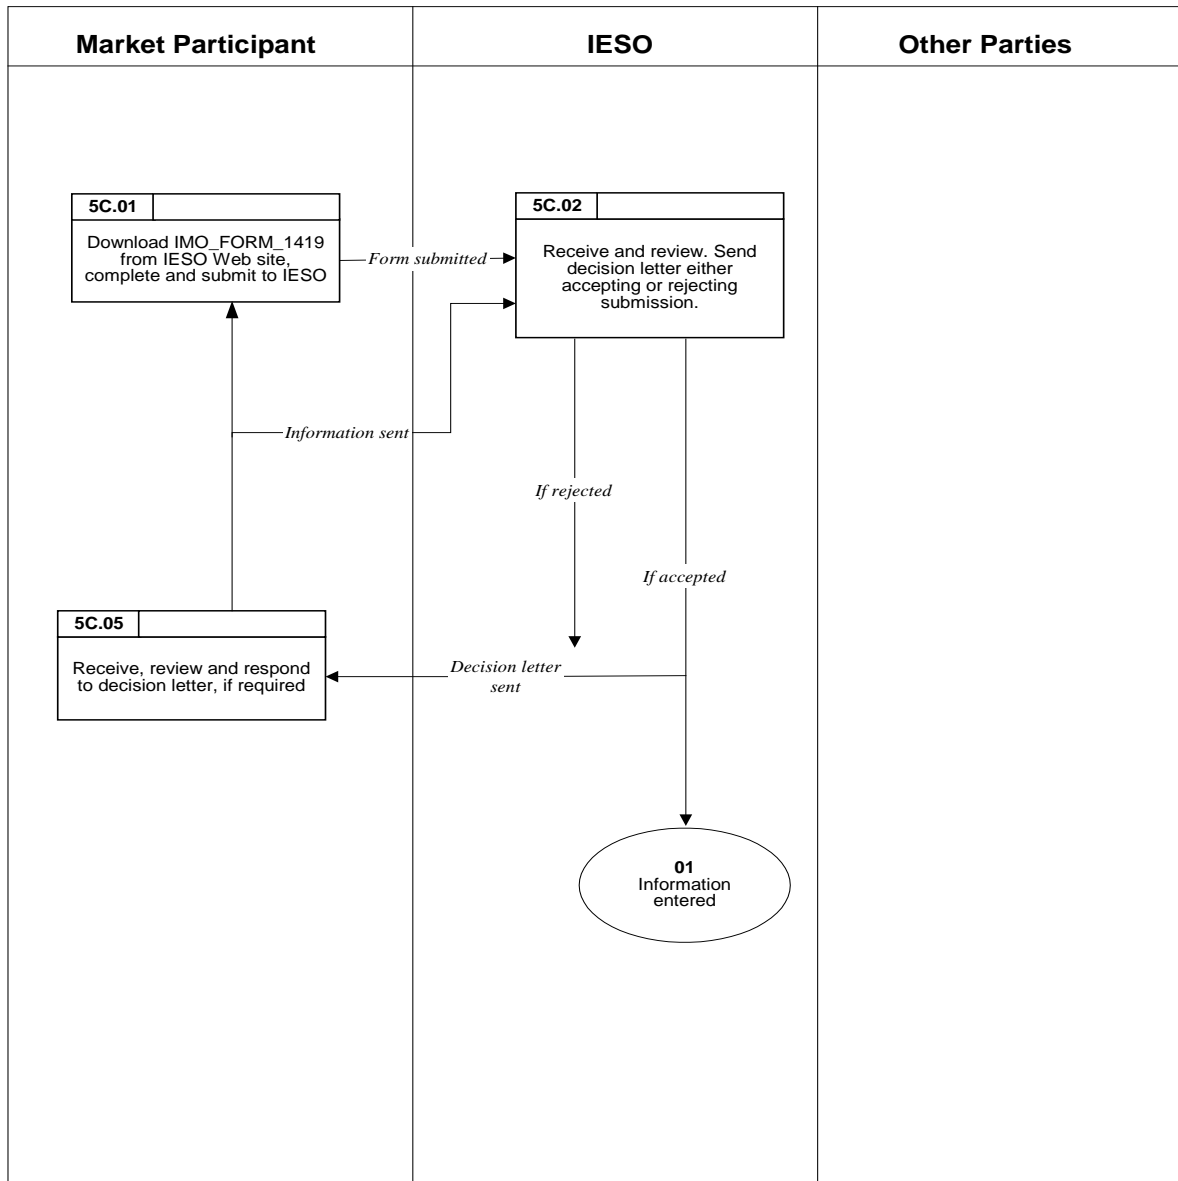 Market Participant
IESO
Other Parties
5C.01
Download IMO_FORM_1419
from IESO Web site,
complete and submit to IESO
Form submitted
5C.02
Receive and review. Send
decision letter either
accepting or rejecting
submission.
Information sent
If rejected
If accepted
5C.05
Receive, review and respond
to decision letter, if required
Decision letter
sent
01
Information
entered